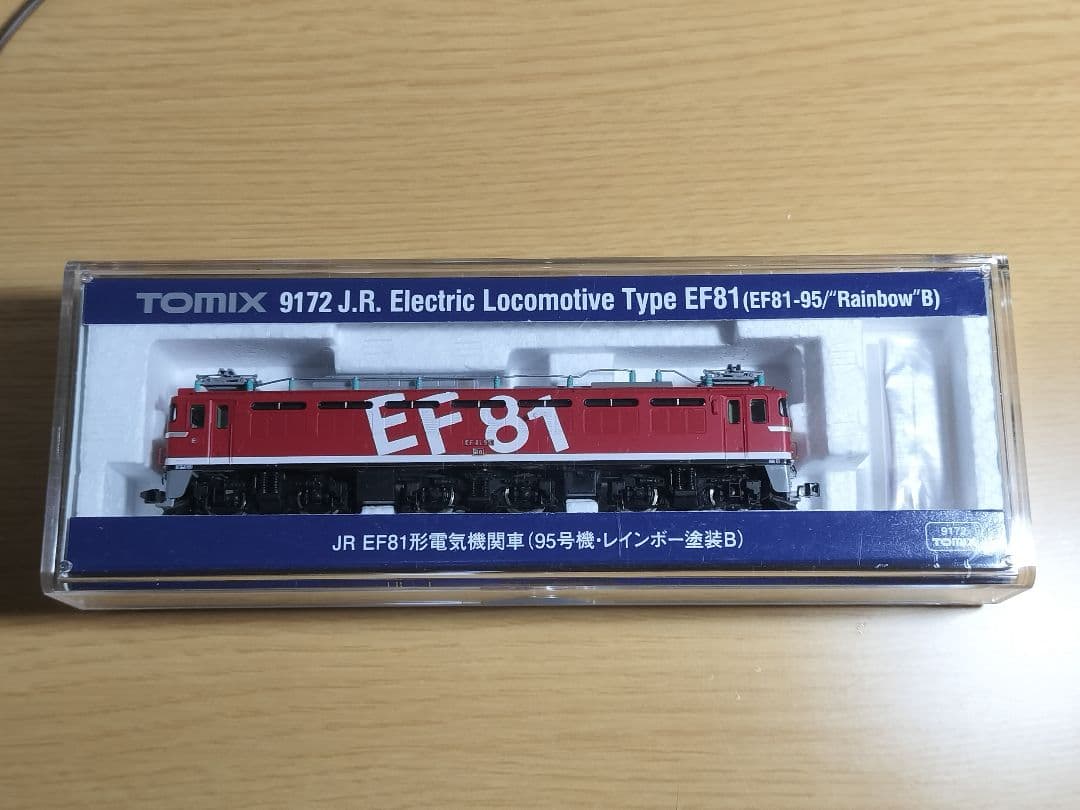 TOMIX 9172 J.R. Electric Locomotive Type EF81(EF81-95/"Rainbow"B)
EF81
JR EF81形電気機関車(95号機・レインボー塗装B)
9172
TOMIX